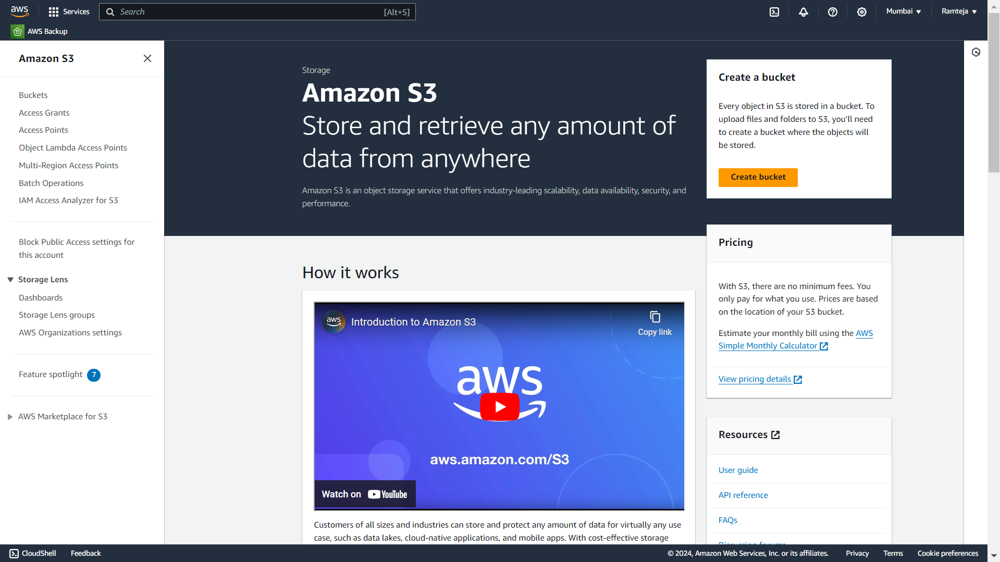 aws
Services
Search
[Alt+S]
Mumbai
Ramteja
AWS Backup
Amazon S3
Buckets
Access Grants
Access Points
Object Lambda Access Points
Multi-Region Access Points
Batch Operations
IAM Access Analyzer for S3
Block Public Access settings for
this account
Storage Lens
Dashboards
Storage Lens groups
AWS Organizations settings
Feature spotlight 7
AWS Marketplace for S3
Storage
Amazon S3
Store and retrieve any amount of
data from anywhere
Amazon S3 is an object storage service that offers industry-leading scalability, data availability, security, and
performance.
How it works
aws
Introduction to Amazon S3
Copy link
aws
aws.amazon.com/S3
Watch on YouTube
Customers of all sizes and industries can store and protect any amount of data for virtually any use
case, such as data lakes, cloud-native applications, and mobile apps. With cost-effective storage
Create a bucket
Every object in S3 is stored in a bucket. To
upload files and folders to S3, you’ll need
to create a bucket where the objects will
be stored.
Create bucket
Pricing
With S3, there are no minimum fees. You
only pay for what you use. Prices are based
on the location of your S3 bucket.
Estimate your monthly bill using the AWS
Simple Monthly Calculator
View pricing details
Resources
User guide
API reference
FAQs
Discussion forums
CloudShell
Feedback
© 2024, Amazon Web Services, Inc. or its affiliates.
Privacy
Terms
Cookie preferences